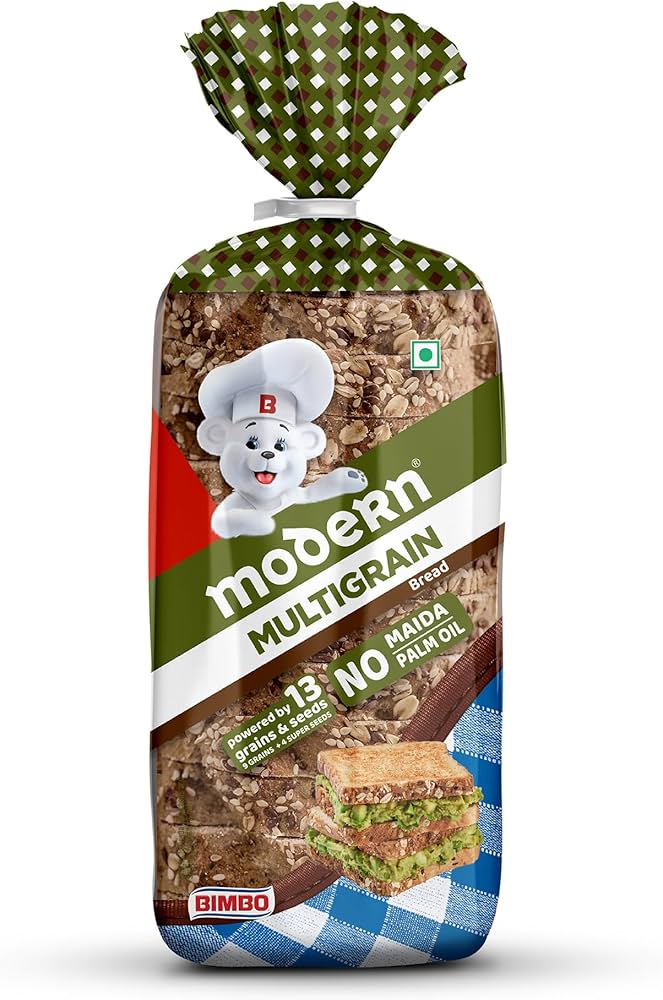 B
modern®
MULTIGRAIN
Bread
NO MAIDA
PALM OIL
powered by 13
grains & seeds
9 GRAINS + 4 SUPER SEEDS
BIMBO